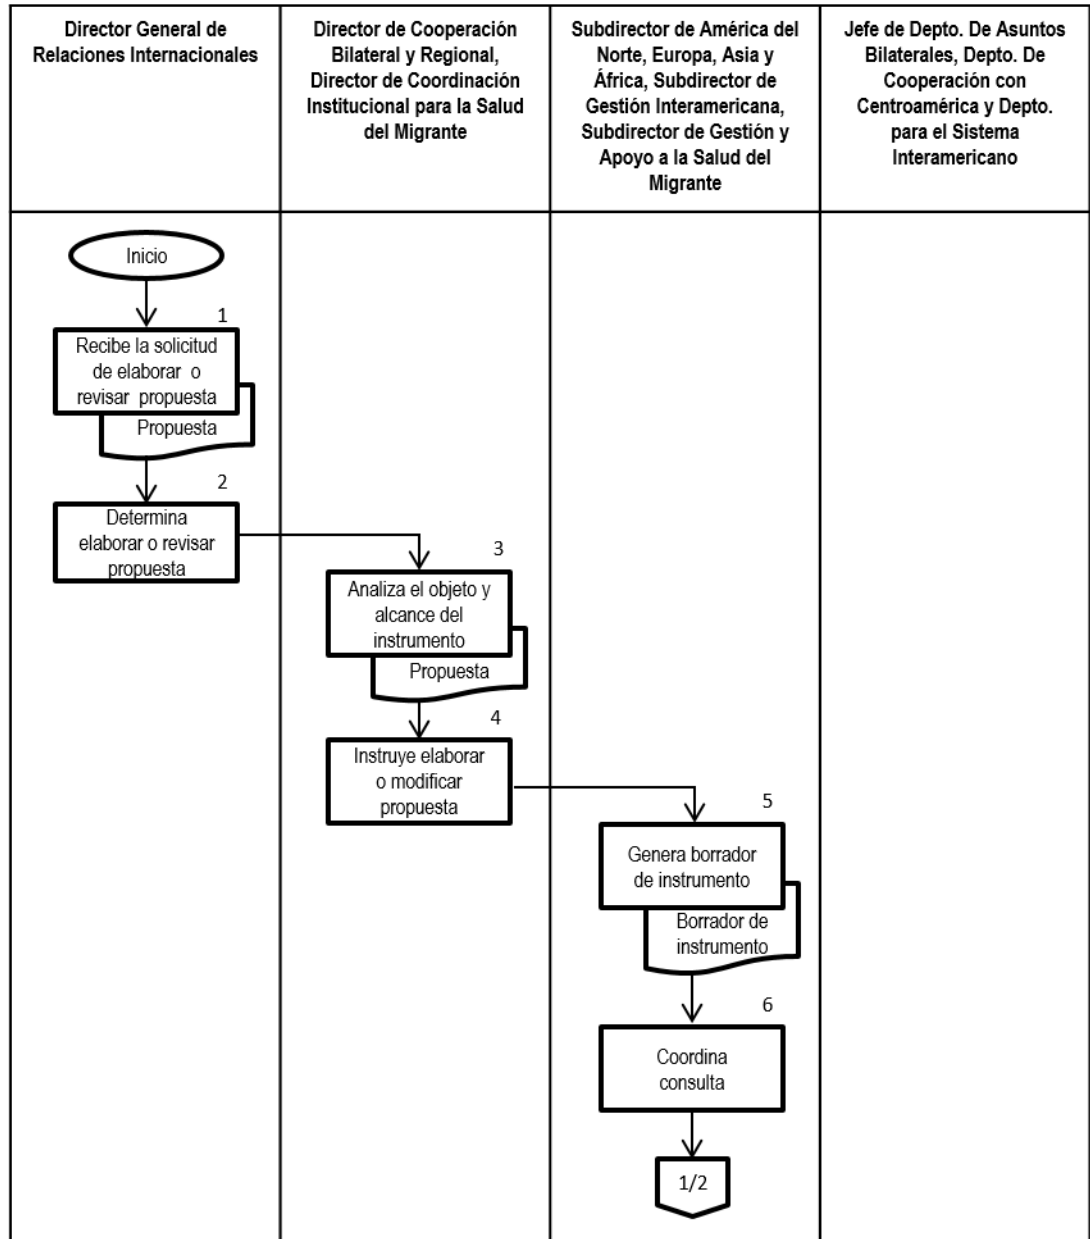 Director General de
Relaciones Internacionales
Director de Cooperación
Bilateral y Regional,
Director de Coordinación
Institucional para la Salud
del Migrante
Subdirector de América del
Norte, Europa, Asia y
África, Subdirector de
Gestión Interamericana,
Subdirector de Gestión y
Apoyo a la Salud del
Migrante
Jefe de Depto. De Asuntos
Bilaterales, Depto. De
Cooperación con
Centroamérica y Depto.
para el Sistema
Interamericano
Inicio
1
Recibe la solicitud
de elaborar o
revisar propuesta
Propuesta
2
Determina
elaborar o revisar
propuesta
3
Analiza el objeto y
alcance del
instrumento
Propuesta
4
Instruye elaborar
o modificar
propuesta
5
Genera borrador
de instrumento
Borrador de
instrumento
6
Coordina
consulta
1/2